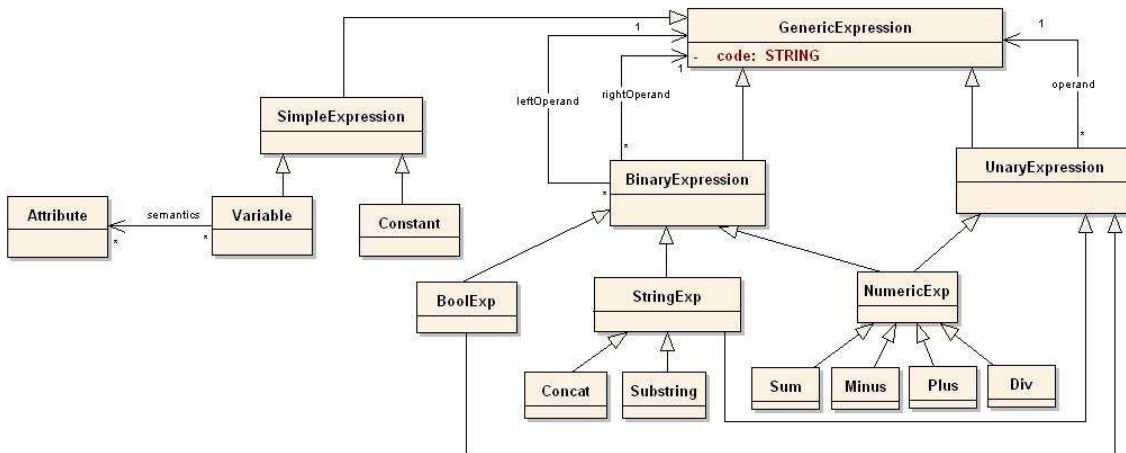 GenericExpression
- code: STRING
1
1
1
leftOperand
rightOperand
operand
*
*
*
SimpleExpression
BinaryExpression
UnaryExpression
Attribute
semantics
*
*
Variable
Constant
BoolExp
StringExp
NumericExp
Concat
Substring
Sum
Minus
Plus
Div